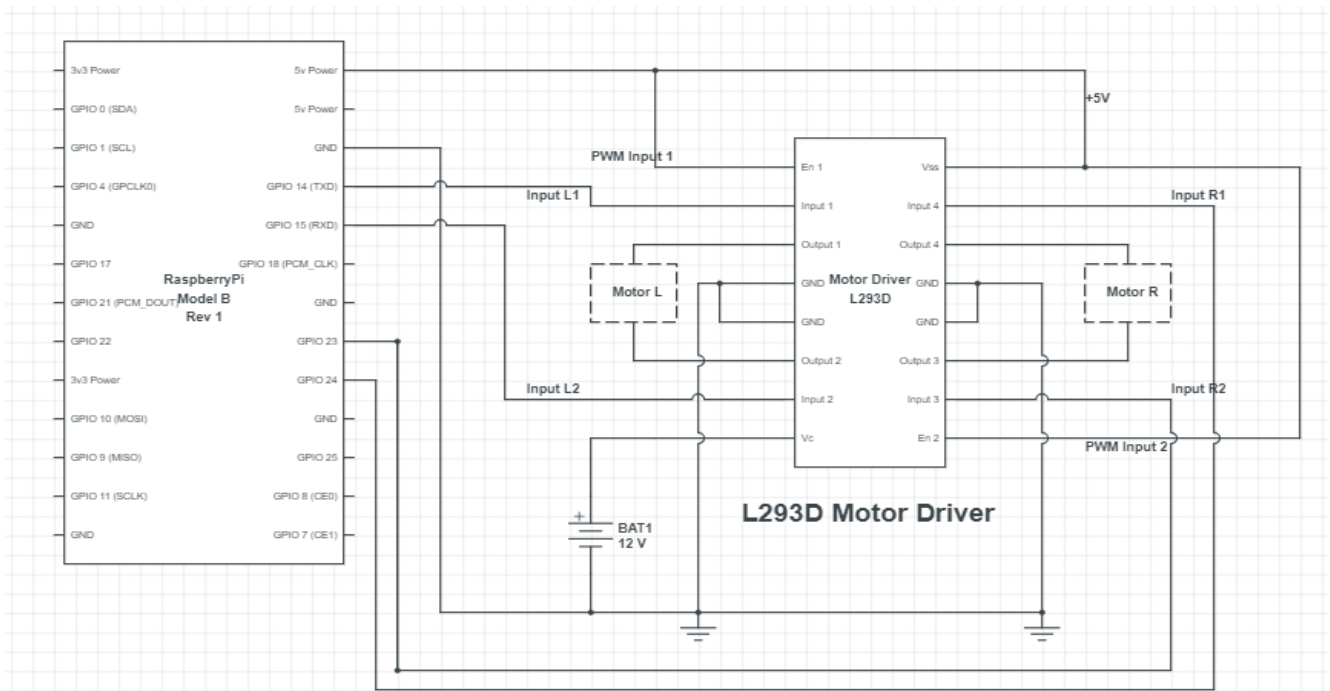 3v3 Power
GPIO 0 (SDA)
GPIO 1 (SCL)
GPIO 4 (GPCLK0)
GND
GPIO 17
GPIO 21 (PCM_DOUT)
GPIO 22
3v3 Power
GPIO 10 (MOSI)
GPIO 9 (MISO)
GPIO 11 (SCLK)
GND
RaspberryPi
Model B
Rev 1
5v Power
5v Power
GND
GPIO 14 (TXD)
GPIO 15 (RXD)
GPIO 18 (PCM_CLK)
GND
GPIO 23
GPIO 24
GND
GPIO 25
GPIO 8 (CE0)
GPIO 7 (CE1)
PWM Input 1
Input L1
Motor L
Input L2
+
BAT1
12 V
En 1
Input 1
Output 1
GND
GND
Output 2
Input 2
Vc
Motor Driver
L293D
Vss
Input 4
Output 4
GND
GND
Output 3
Input 3
En 2
+5V
Input R1
Motor R
Input R2
PWM Input 2
L293D Motor Driver